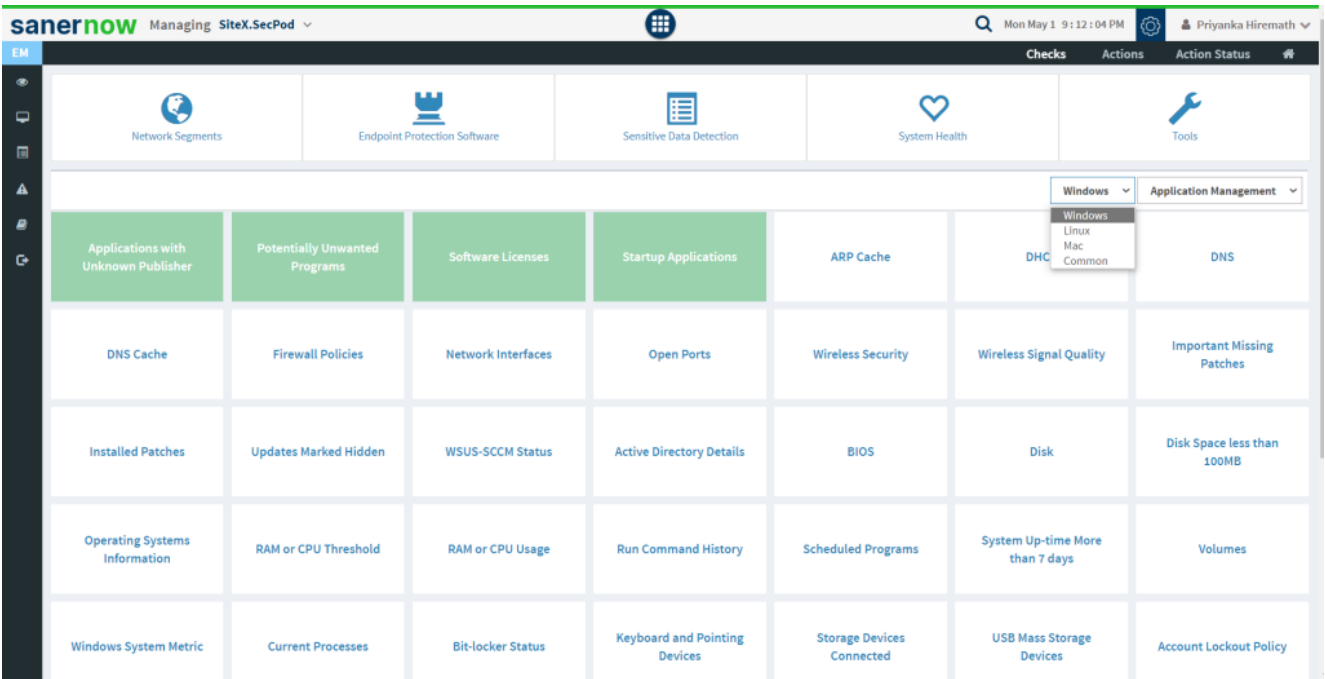 sanernow Managing SiteX.SecPod Mon May 1 9:12:04 PM Priyanka Hiremath
EM Checks Actions Action Status
Network Segments Endpoint Protection Software Sensitive Data Detection System Health Tools
Windows Application Management
Windows
Linux
Mac
Common
Applications with
Unknown Publisher
Potentially Unwanted
Programs
Software Licenses
Startup Applications
ARP Cache
DHC
DNS
DNS Cache
Firewall Policies
Network Interfaces
Open Ports
Wireless Security
Wireless Signal Quality
Important Missing
Patches
Installed Patches
Updates Marked Hidden
WSUS-SCCM Status
Active Directory Details
BIOS
Disk
Disk Space less than
100MB
Operating Systems
Information
RAM or CPU Threshold
RAM or CPU Usage
Run Command History
Scheduled Programs
System Up-time More
than 7 days
Volumes
Windows System Metric
Current Processes
Bit-locker Status
Keyboard and Pointing
Devices
Storage Devices
Connected
USB Mass Storage
Devices
Account Lockout Policy